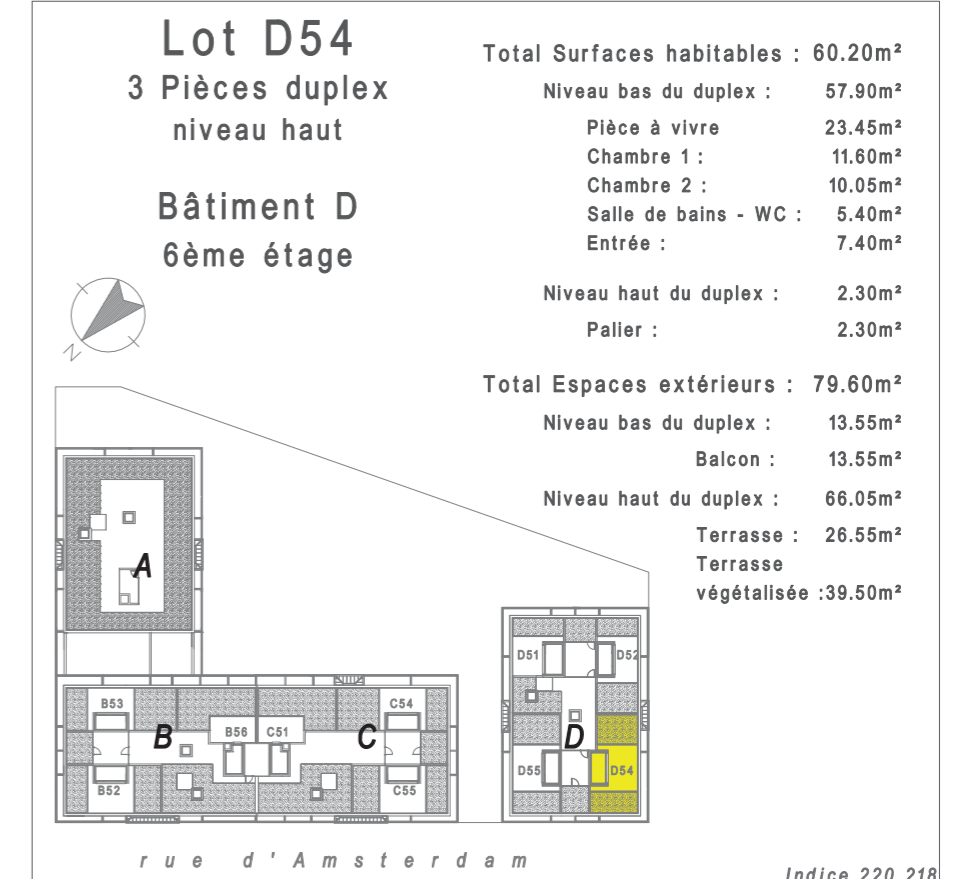 Lot D54
3 Pièces duplex
niveau haut
Bâtiment D
6ème étage
N
Total Surfaces habitables : 60.20m²
Niveau bas du duplex : 57.90m²
Pièce à vivre 23.45m²
Chambre 1 : 11.60m²
Chambre 2 : 10.05m²
Salle de bains - WC : 5.40m²
Entrée : 7.40m²
Niveau haut du duplex : 2.30m²
Palier : 2.30m²
Total Espaces extérieurs : 79.60m²
Niveau bas du duplex : 13.55m²
Balcon : 13.55m²
Niveau haut du duplex : 66.05m²
Terrasse : 26.55m²
Terrasse
végétalisée :39.50m²
A
D51 D52
B53 C54
B B56 C51 C D
D55 D54
B52 C55
rue d'Amsterdam
Indice 220 218